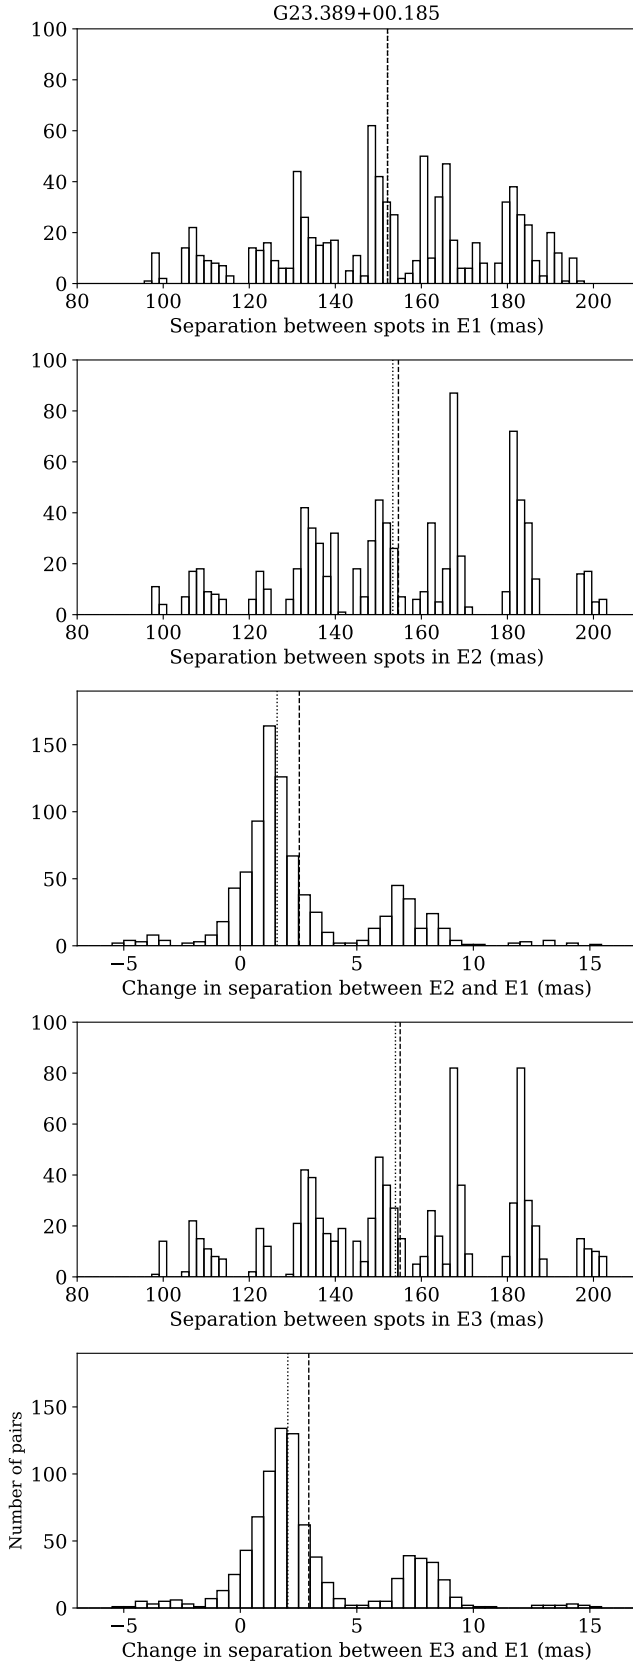 G23.389+00.185
100
80
60
40
20
0
80 100 120 140 160 180 200
Separation between spots in E1 (mas)
100
80
60
40
20
0
80 100 120 140 160 180 200
Separation between spots in E2 (mas)
150
100
50
0
−5 0 5 10 15
Change in separation between E2 and E1 (mas)
100
80
60
40
20
0
80 100 120 140 160 180 200
Separation between spots in E3 (mas)
Number of pairs
150
100
50
0
−5 0 5 10 15
Change in separation between E3 and E1 (mas)